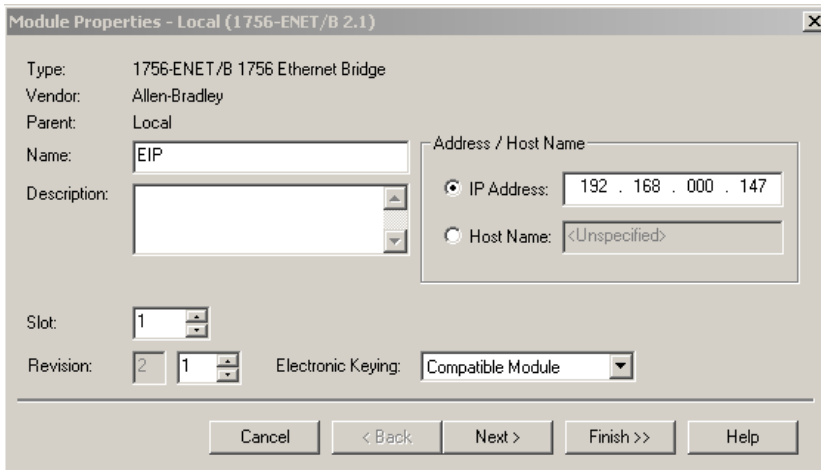 Module Properties - Local (1756-ENET/B 2.1)
Type: 1756-ENET/B 1756 Ethernet Bridge
Vendor: Allen-Bradley
Parent: Local
Name: EIP
Description:
Address / Host Name
IP Address: 192 . 168 . 000 . 147
Host Name: <Unspecified>
Slot: 1
Revision: 2 1 Electronic Keying: Compatible Module
Cancel < Back Next > Finish >> Help